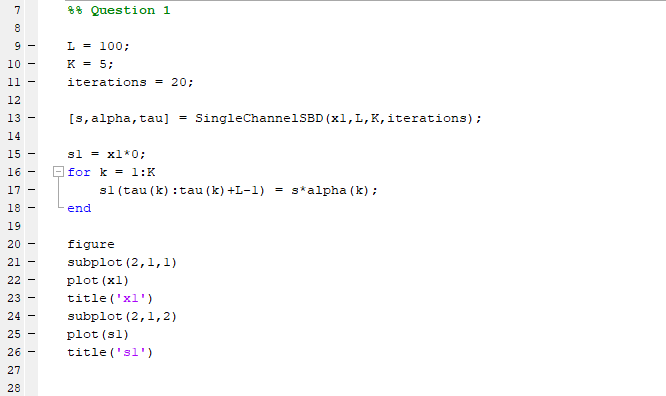 7 %% Question 1
8
9 - L = 100;
10 - K = 5;
11 - iterations = 20;
12
13 - [s,alpha,tau] = SingleChannelSBD(x1,L,K,iterations);
14
15 - s1 = x1*0;
16 - for k = 1:K
17 - s1(tau(k):tau(k)+L-1) = s*alpha(k);
18 - end
19
20 - figure
21 - subplot(2,1,1)
22 - plot(x1)
23 - title('x1')
24 - subplot(2,1,2)
25 - plot(s1)
26 - title('s1')
27
28